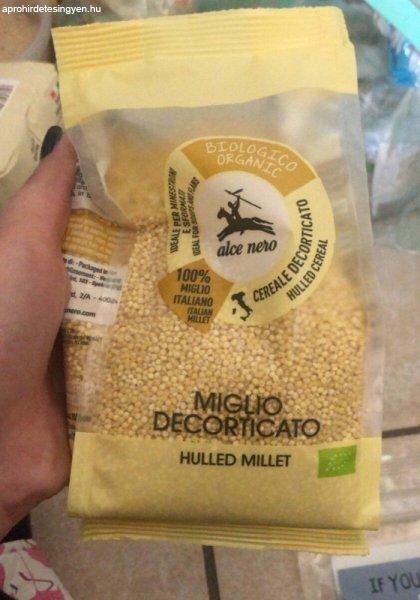 aprohirdetesingyen.hu
BIOLOGICO
ORGANIC
IDEALE PER MINESTRONI
E SFORMATI
alce nero
CEREALE DECORTICATO
HULLED CEREAL
100%
MIGLIO
ITALIANO
ITALIAN
MILLET
MIGLIO
DECORTICATO
HULLED MILLET
IF YOU